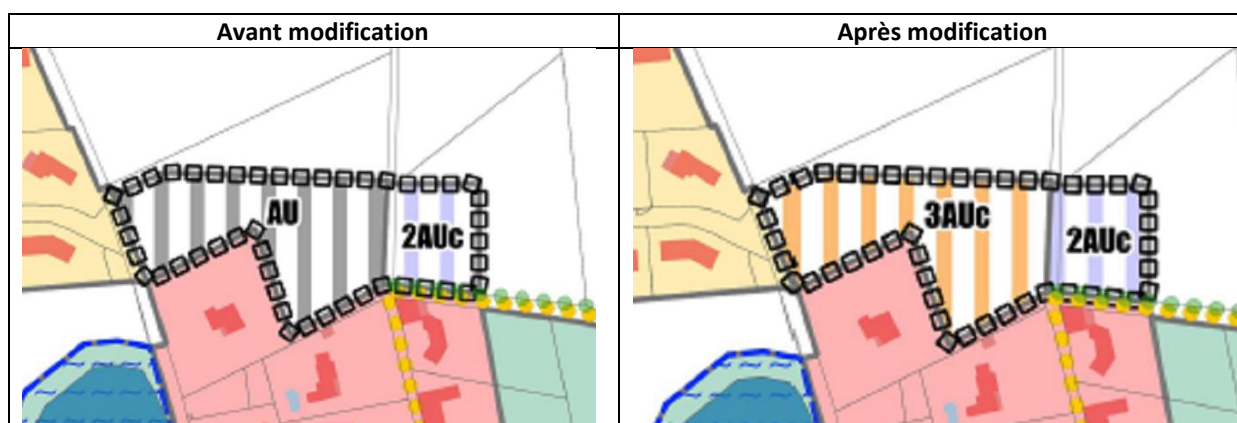 Avant modification
Après modification
AU
2AUc
3AUc
2AUc